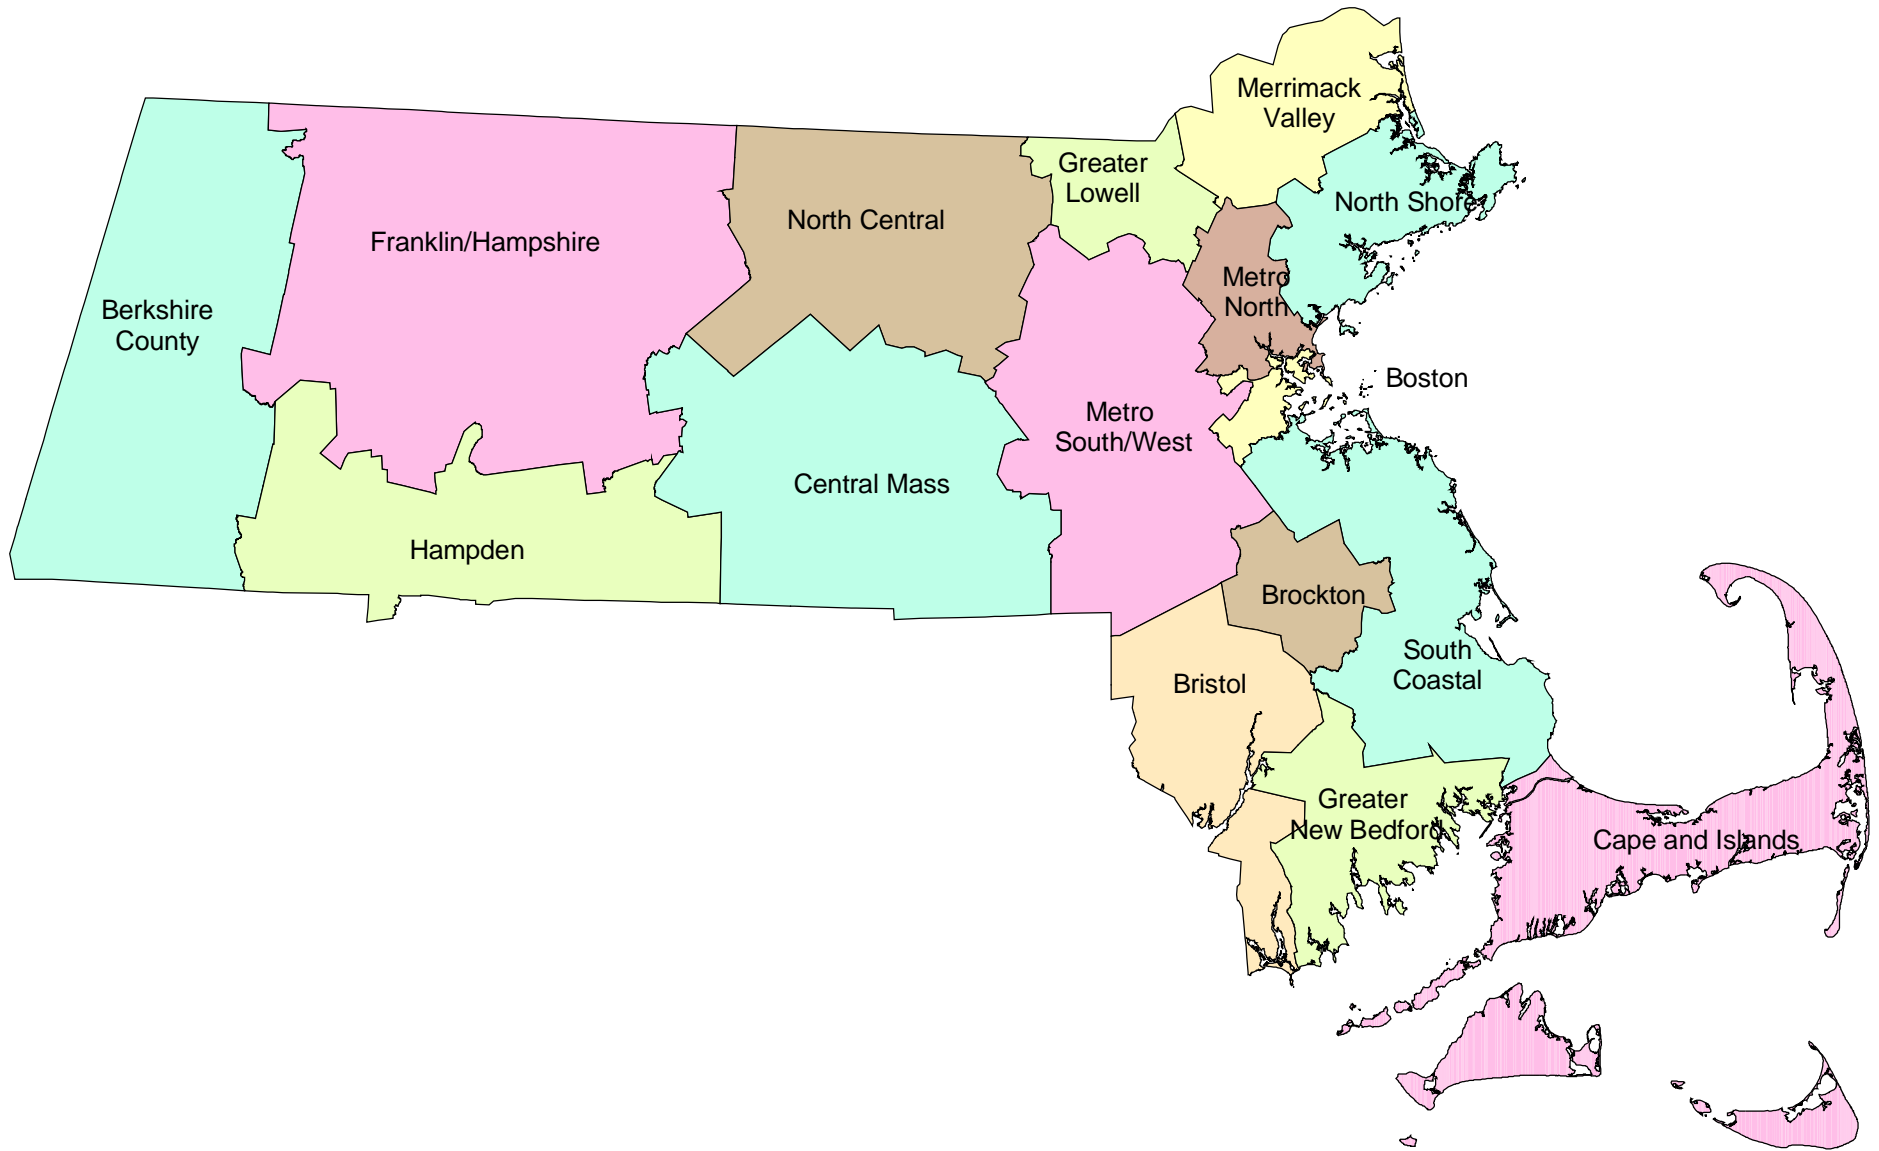 Merrimack
Valley
Greater
Lowell
North Shore
North Central
Franklin/Hampshire
Metro
North
Berkshire
County
Boston
Metro
South/West
Central Mass
Hampden
Brockton
South
Coastal
Bristol
Greater
New Bedford
Cape and Islands